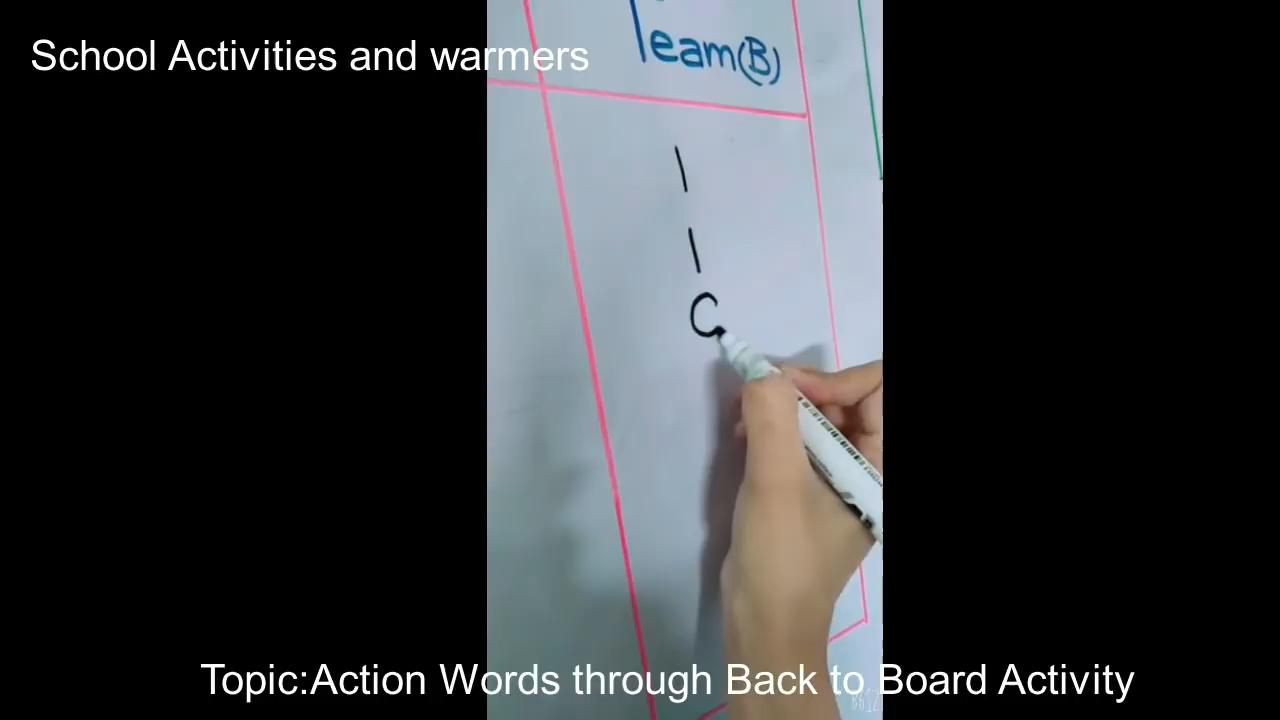 School Activities and warmers
Team(B)
1
1
C
Topic:Action Words through Back to Board Activity